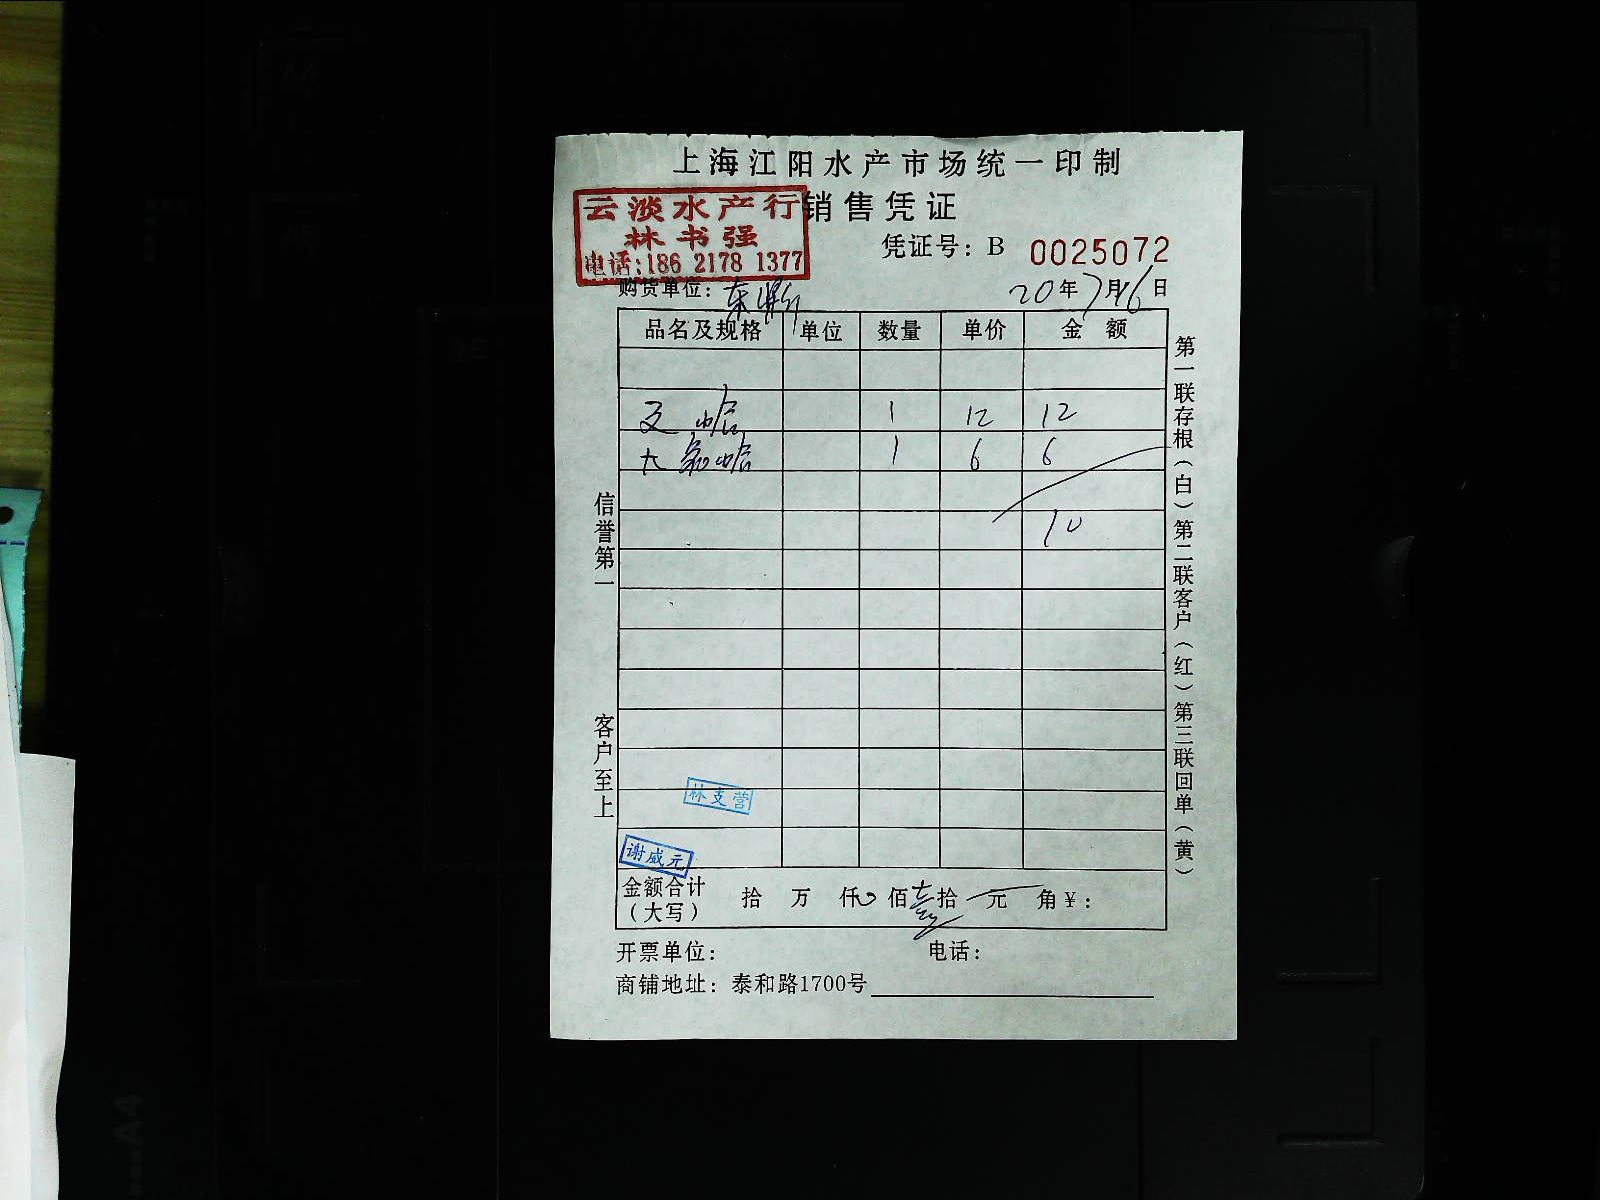 上海江阳水产市场统一印制
云淡水产行
销售凭证
林书强
电话:186 2178 1377
凭证号: B 0025072
购货单位:
20年7月16日
品名及规格 单位 数量 单价 金额
1 12 12
大 1 6 6
10
信誉第一
客户至上
第一联存根(白)第二联客户(红)第三联回单(黄)
林支营
谢威元
金额合计(大写) 拾 万 仟 佰 拾 元 角 ¥:
开票单位: 电话:
商铺地址: 泰和路1700号